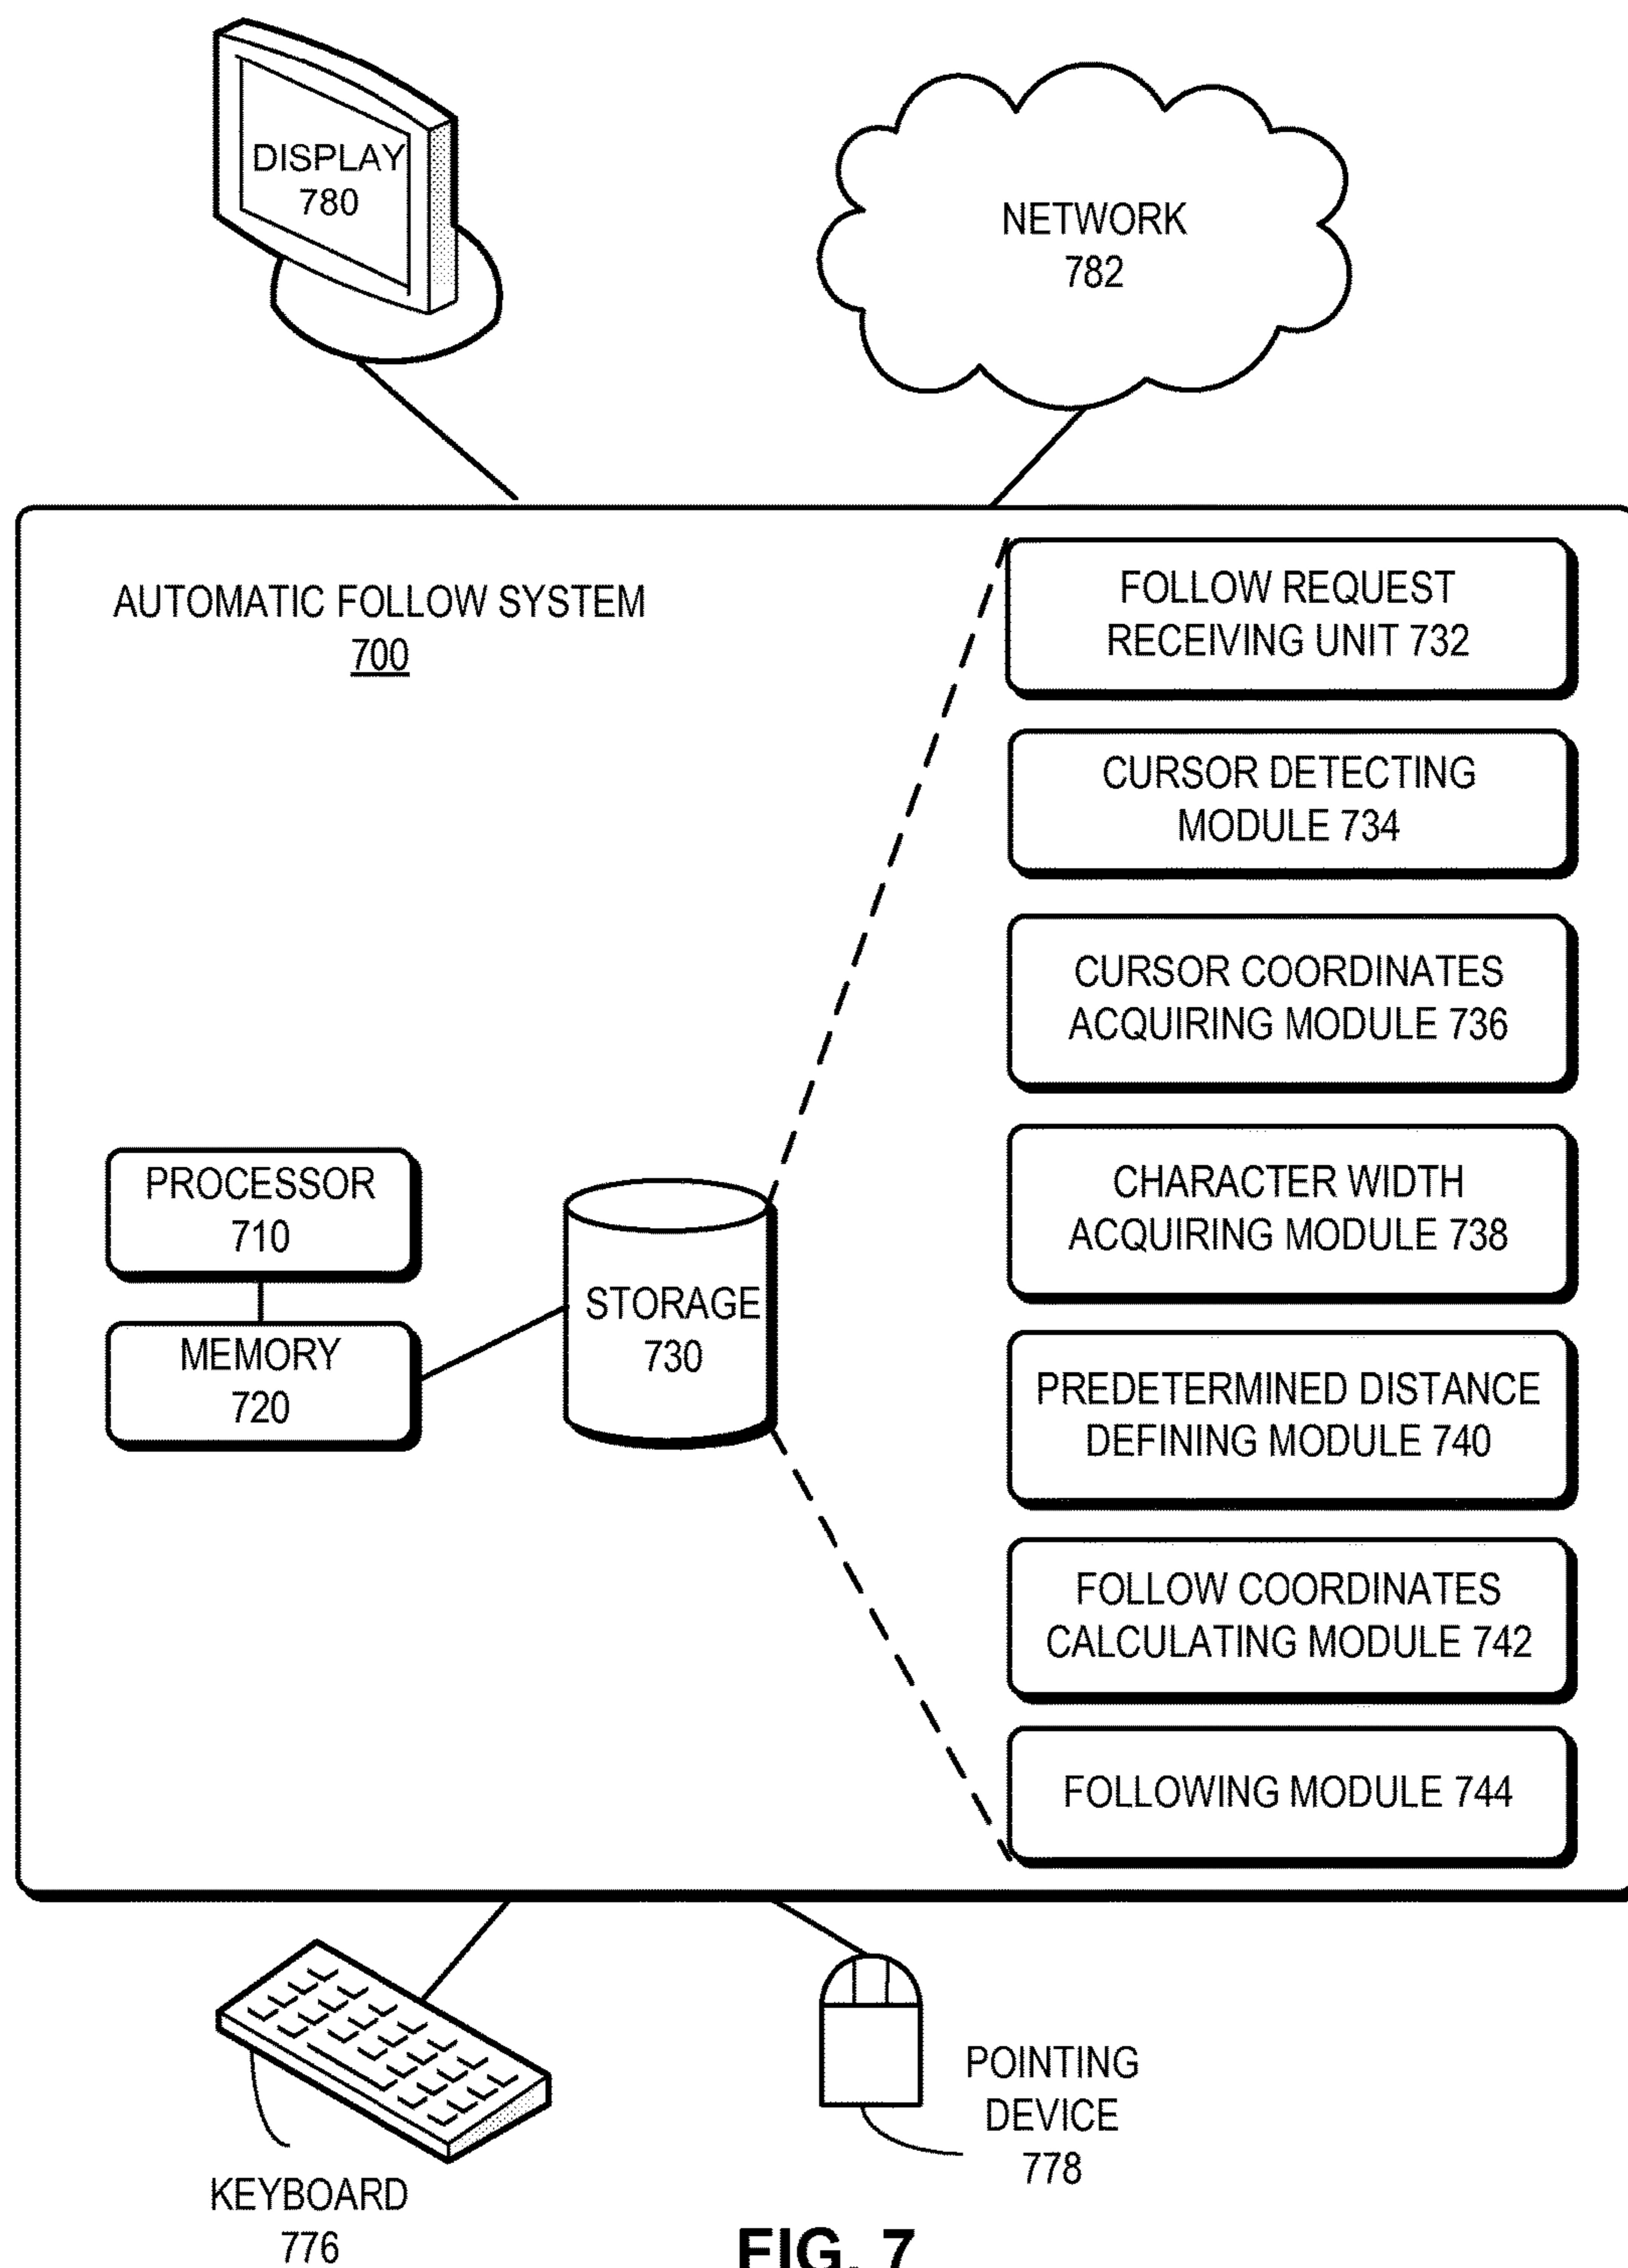 DISPLAY
780
NETWORK
782
AUTOMATIC FOLLOW SYSTEM
700
FOLLOW REQUEST
RECEIVING UNIT 732
CURSOR DETECTING
MODULE 734
CURSOR COORDINATES
ACQUIRING MODULE 736
CHARACTER WIDTH
ACQUIRING MODULE 738
PREDETERMINED DISTANCE
DEFINING MODULE 740
FOLLOW COORDINATES
CALCULATING MODULE 742
FOLLOWING MODULE 744
PROCESSOR
710
MEMORY
720
STORAGE
730
KEYBOARD
776
POINTING
DEVICE
778
FIG. 7